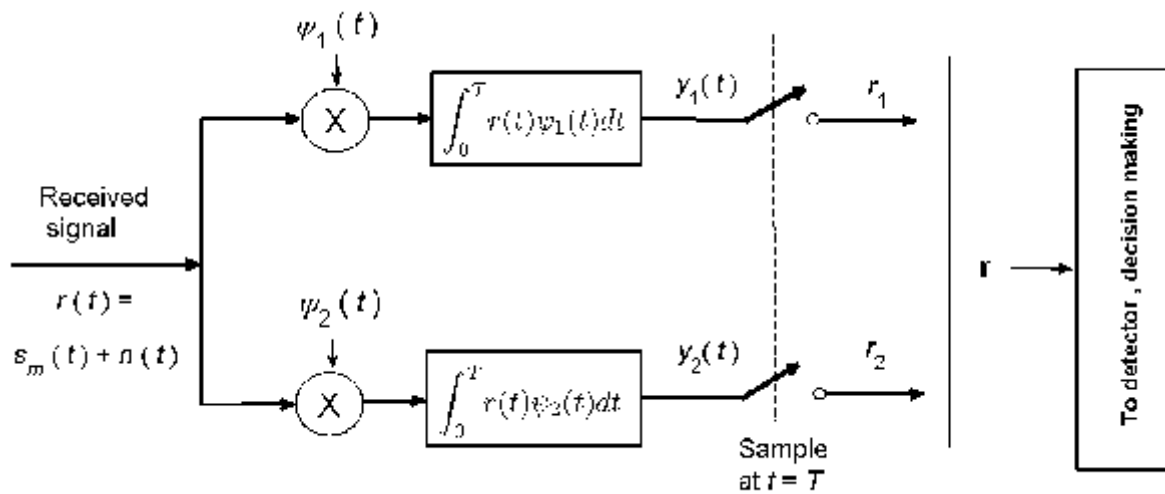 ψ₁(t)
X
∫₀ᵀ r(t)ψ₁(t)dt
y₁(t)
r₁
Received
signal
r(t) =
sₘ(t) + n(t)
ψ₂(t)
X
∫₀ᵀ r(t)ψ₂(t)dt
y₂(t)
r₂
Sample
at t = T
r
To detector, decision making